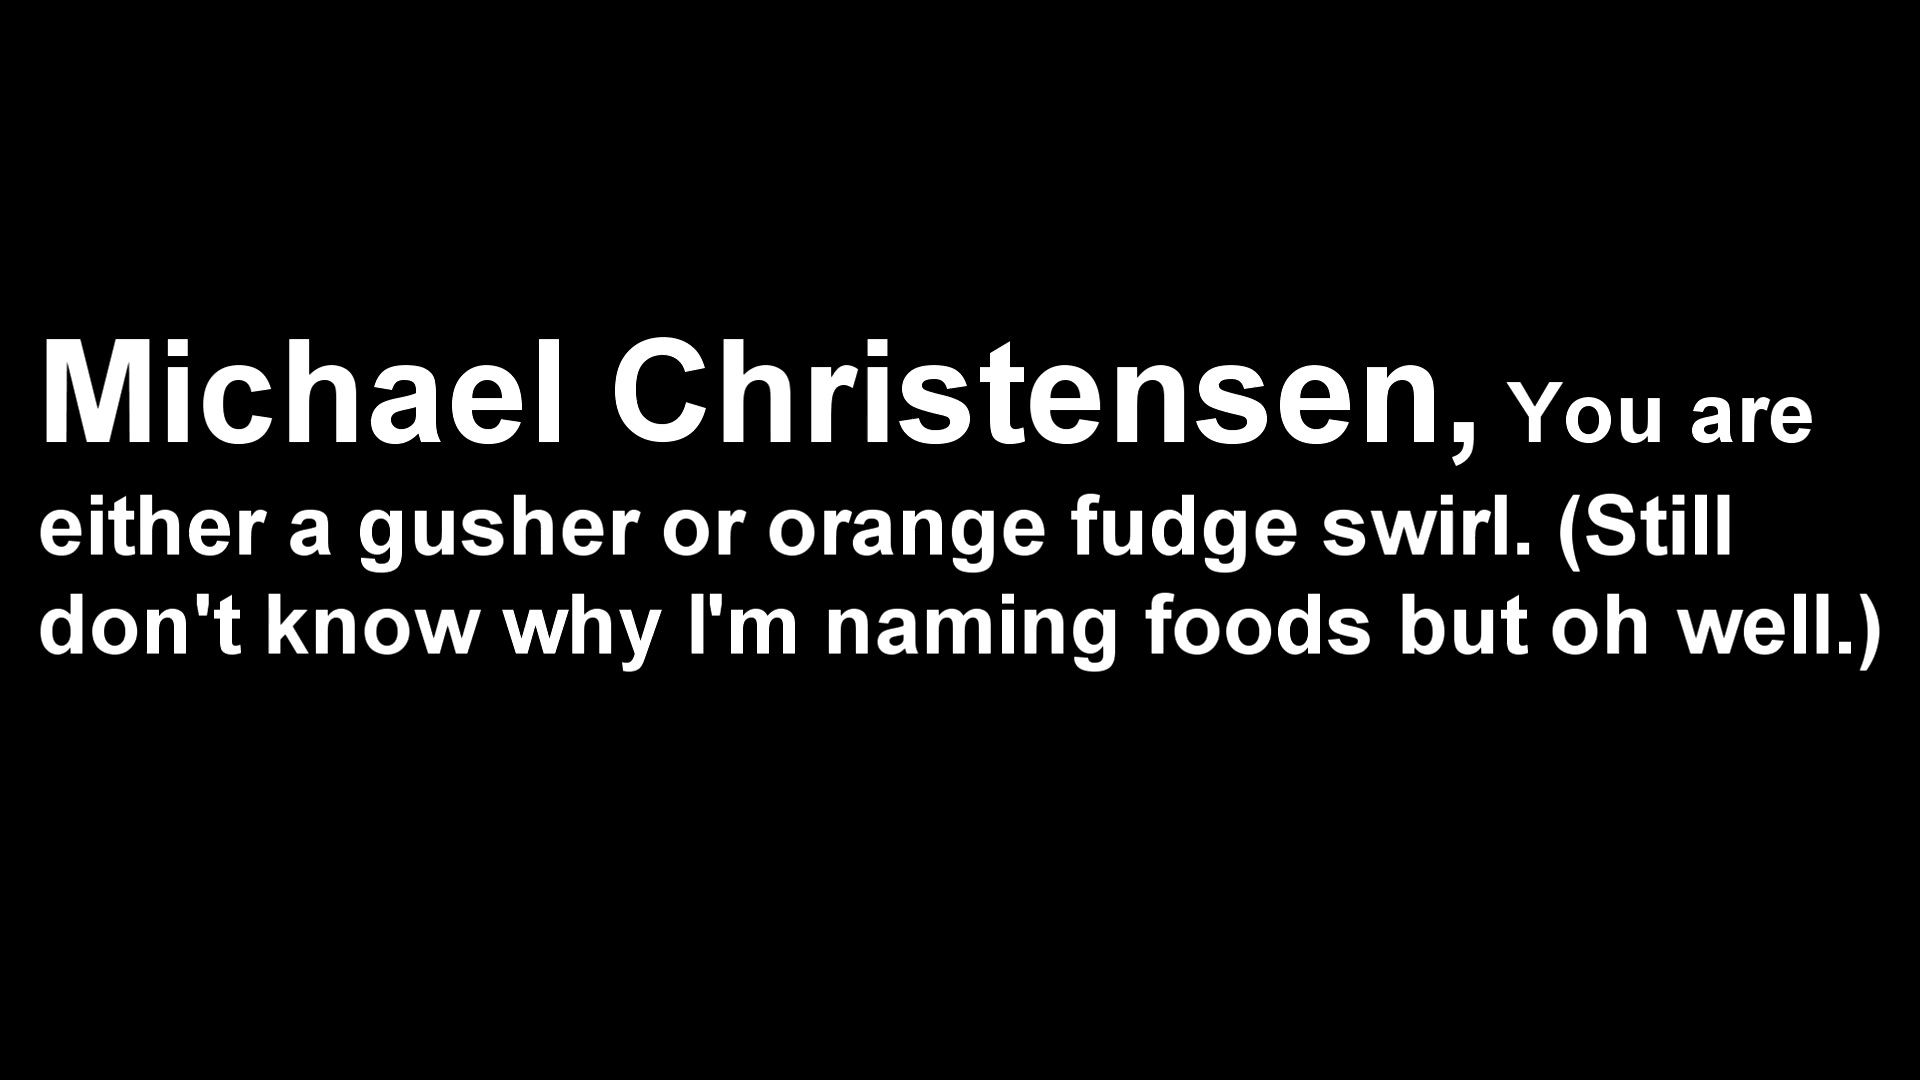 Michael Christensen, You are
either a gusher or orange fudge swirl. (Still
don't know why I'm naming foods but oh well.)